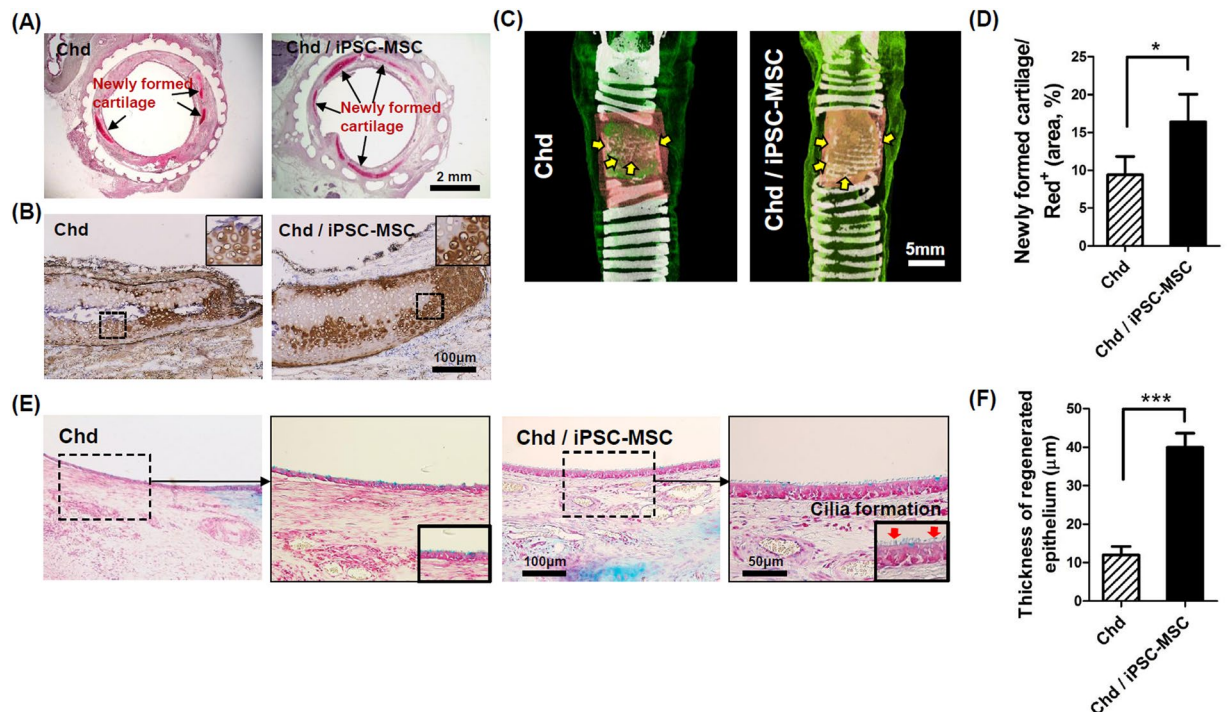 (A)
Chd
Newly formed
cartilage
Chd / iPSC-MSC
Newly formed
cartilage
2 mm
(B)
Chd
Chd / iPSC-MSC
100μm
(C)
Chd
Chd / iPSC-MSC
5mm
(D)
Newly formed cartilage/
Red+ (area, %)
25
20
15
10
5
0
*
Chd
Chd / iPSC-MSC
(E)
Chd
Chd / iPSC-MSC
100μm
Cilia formation
50μm
(F)
Thickness of regenerated
epithelium (μm)
50
40
30
20
10
0
***
Chd
Chd / iPSC-MSC